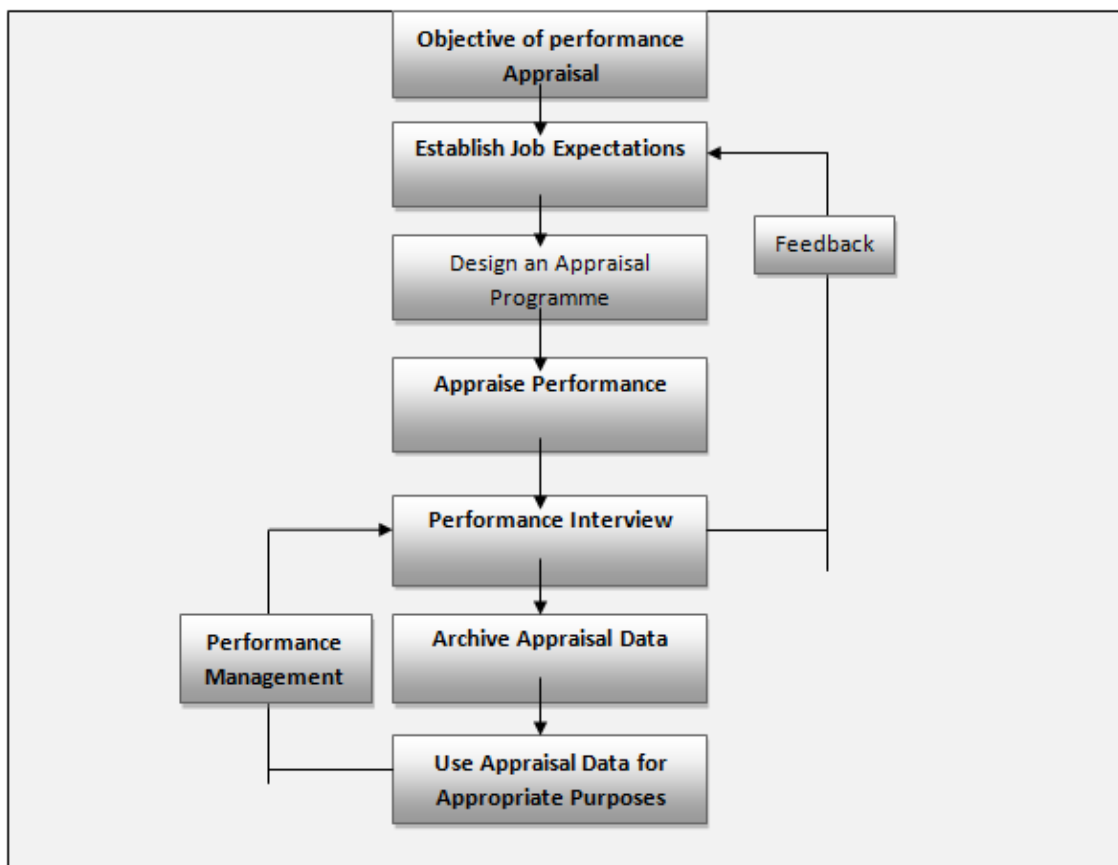 Objective of performance
Appraisal
Establish Job Expectations
Feedback
Design an Appraisal
Programme
Appraise Performance
Performance Interview
Performance
Management
Archive Appraisal Data
Use Appraisal Data for
Appropriate Purposes